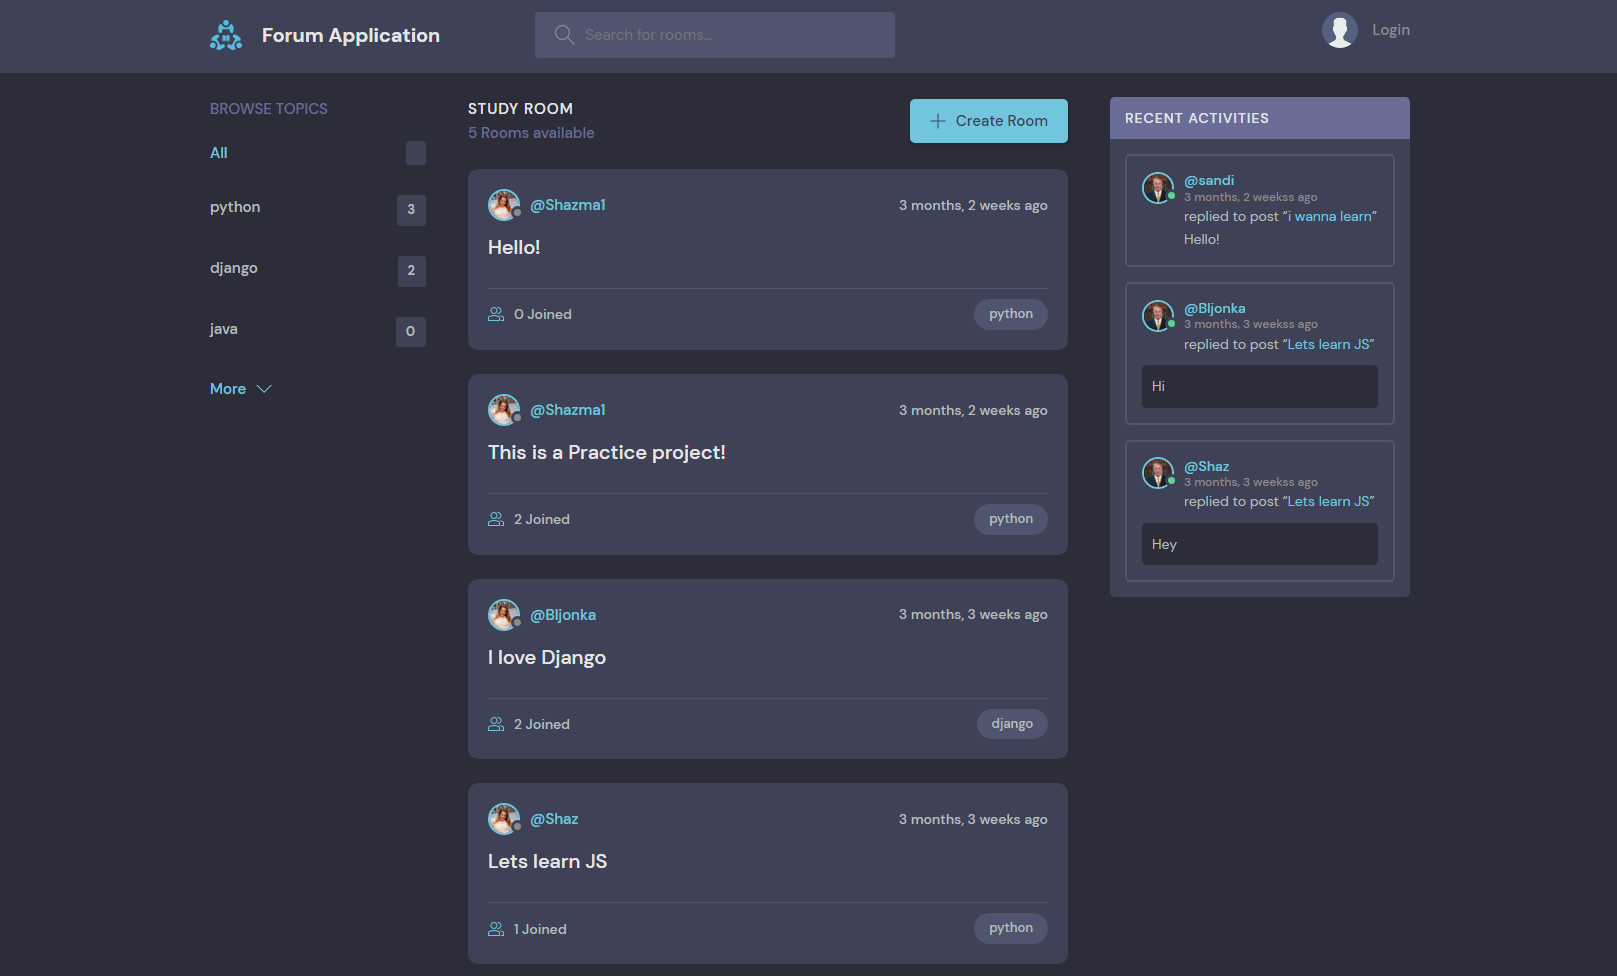 Forum Application
Search for rooms...
Login
BROWSE TOPICS
All
python 3
django 2
java 0
More
STUDY ROOM
5 Rooms available
Create Room
@Shazma1 3 months, 2 weeks ago
Hello!
0 Joined python
@Shazma1 3 months, 2 weeks ago
This is a Practice project!
2 Joined python
@Bljonka 3 months, 3 weeks ago
I love Django
2 Joined django
@Shaz 3 months, 3 weeks ago
Lets learn JS
1 Joined python
RECENT ACTIVITIES
@sandi
3 months, 2 weekss ago
replied to post “i wanna learn”
Hello!
@Bljonka
3 months, 3 weekss ago
replied to post “Lets learn JS”
Hi
@Shaz
3 months, 3 weekss ago
replied to post “Lets learn JS”
Hey